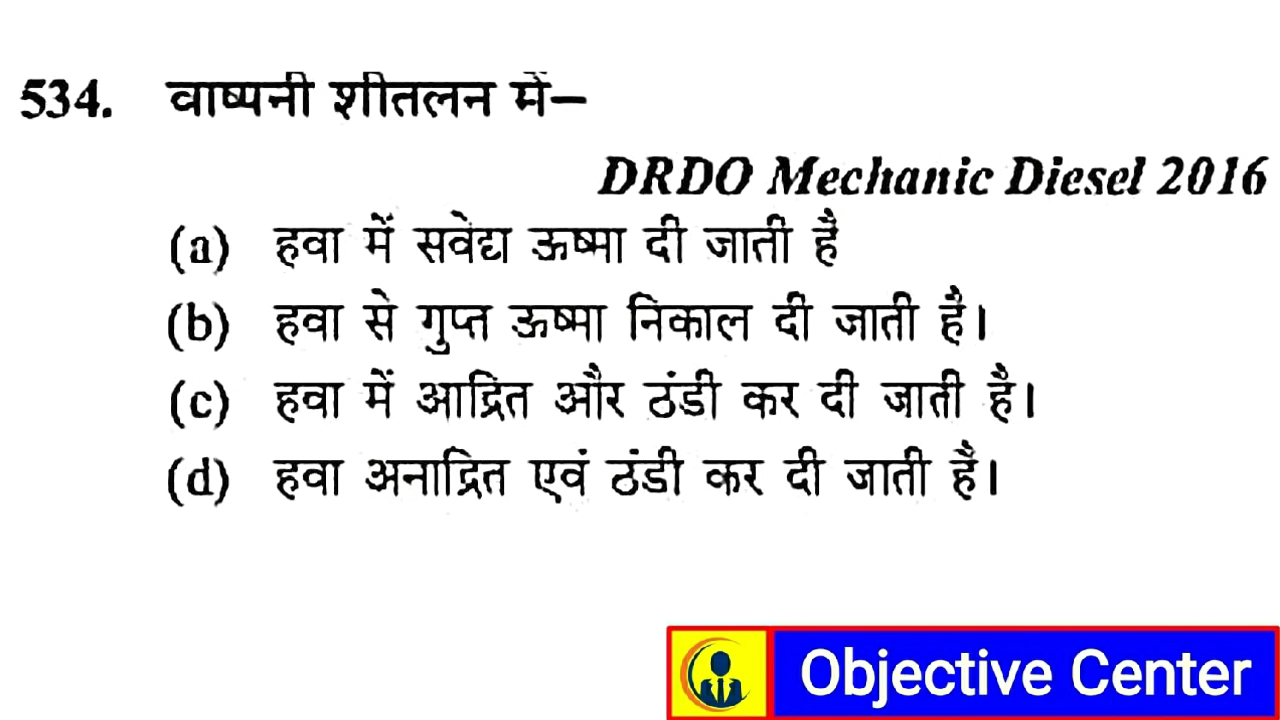 534. वाष्पनी शीतलन में–
DRDO Mechanic Diesel 2016
(a) हवा में सवेद्य ऊष्मा दी जाती है
(b) हवा से गुप्त ऊष्मा निकाल दी जाती है।
(c) हवा में आद्रित और ठंडी कर दी जाती है।
(d) हवा अनाद्रित एवं ठंडी कर दी जाती है।
Objective Center